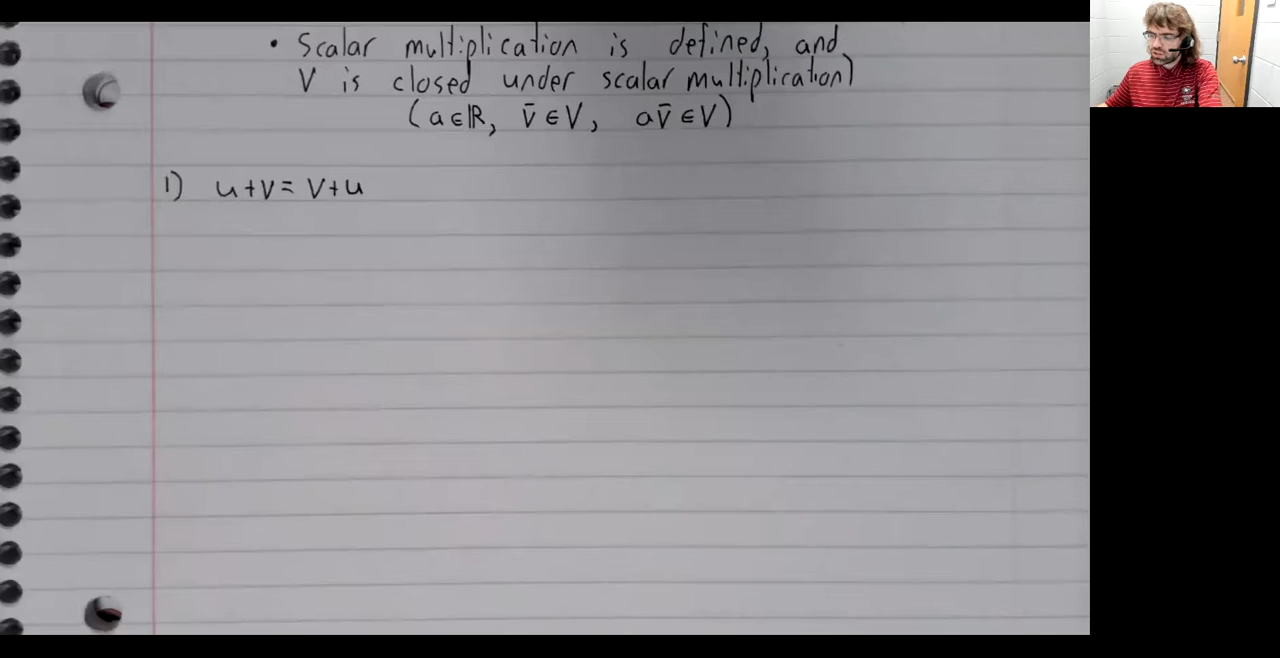 • Scalar multiplication is defined, and
V is closed under scalar multiplication)
(a∈ℝ, v̄∈V, av̄∈V)
1) u+v=v+u